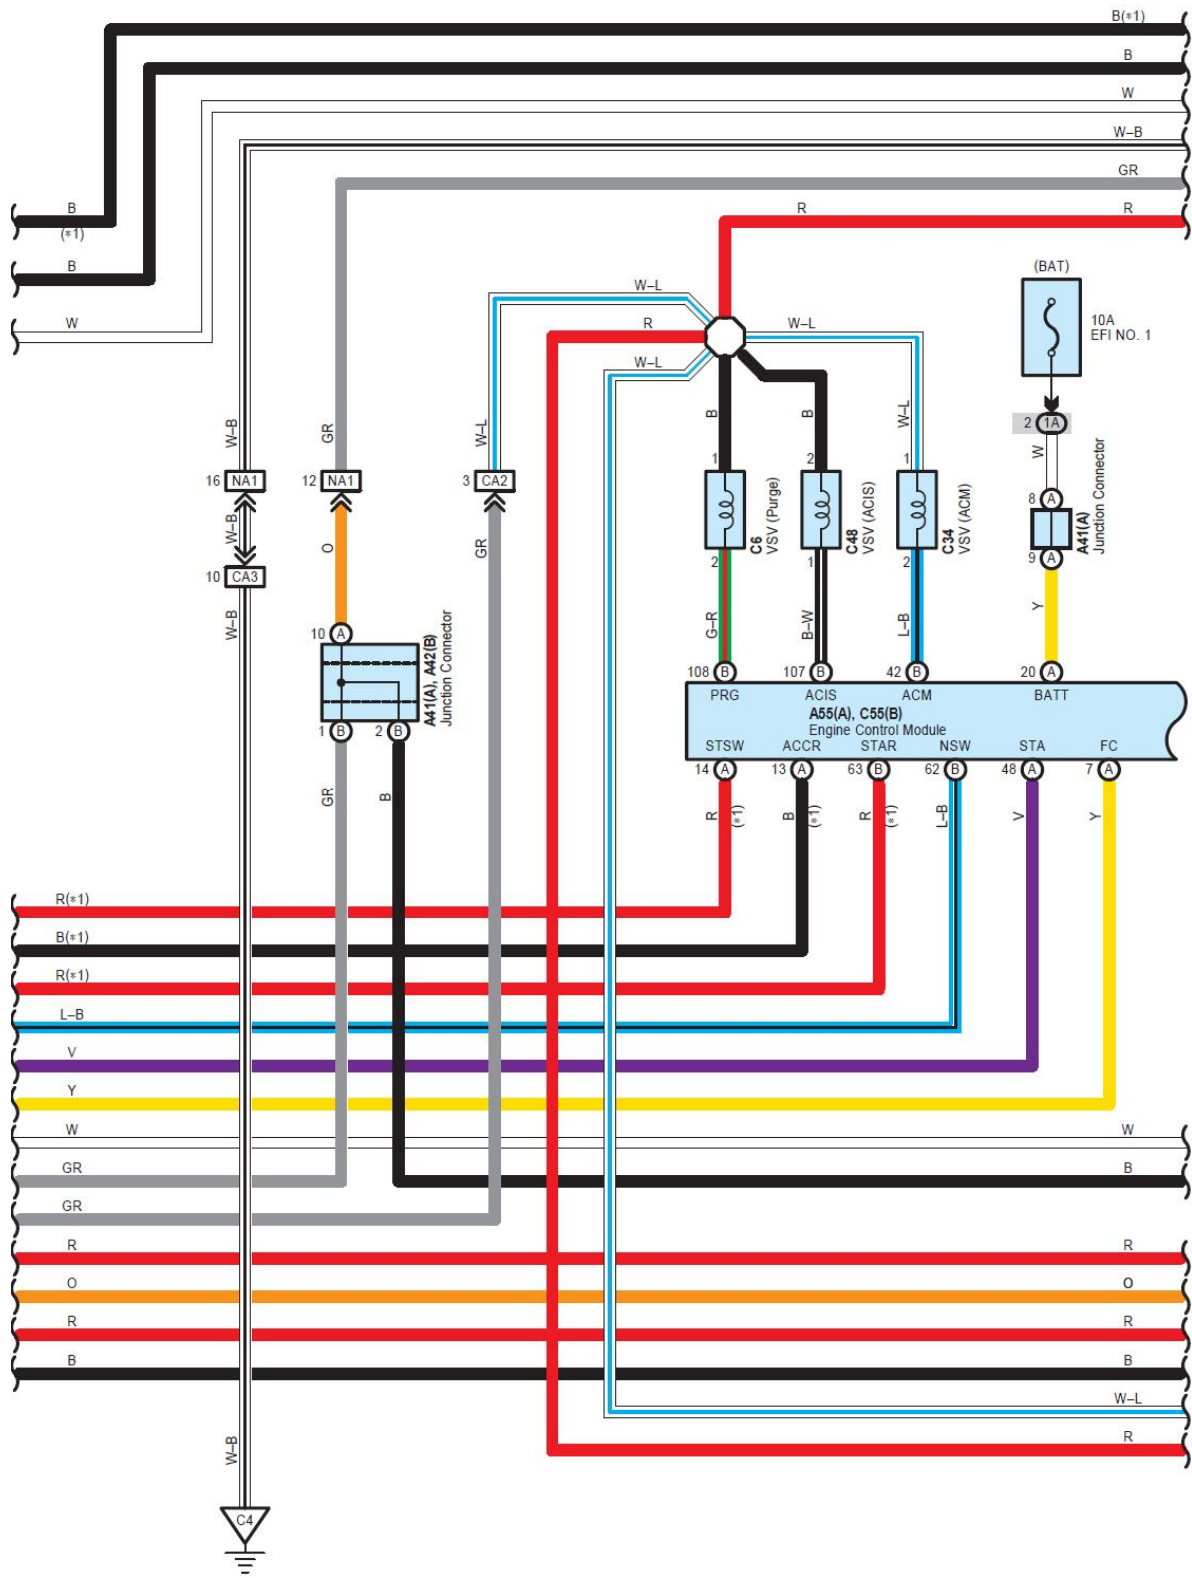 B(*1)
B
W
W–B
GR
B
(*1)
R
R
B
(BAT)
W–L
10A
EFI NO. 1
W
R
W–L
W–L
W–B
GR
W–L
B
B
W–L
2 1A
W
Junction Connector
A41(A)
1
2
1
16 NA1
12 NA1
3 CA2
8 A
C6
VSV (Purge)
C48
VSV (ACIS)
C34
VSV (ACM)
W–B
O
GR
9 A
2
1
2
10 CA3
W–B
Y
G–R
B–W
L–B
10 A
A41(A), A42(B)
Junction Connector
108 B
107 B
42 B
20 A
PRG
ACIS
ACM
BATT
A55(A), C55(B)
Engine Control Module
1 B
2 B
STSW
ACCR
STAR
NSW
STA
FC
14 A
13 A
63 B
62 B
48 A
7 A
GR
B
R
(*1)
B
(*1)
R
(*1)
L–B
V
Y
R(*1)
B(*1)
R(*1)
L–B
V
Y
W
W
GR
B
GR
R
R
O
O
R
R
B
B
W–L
W–B
R
C4